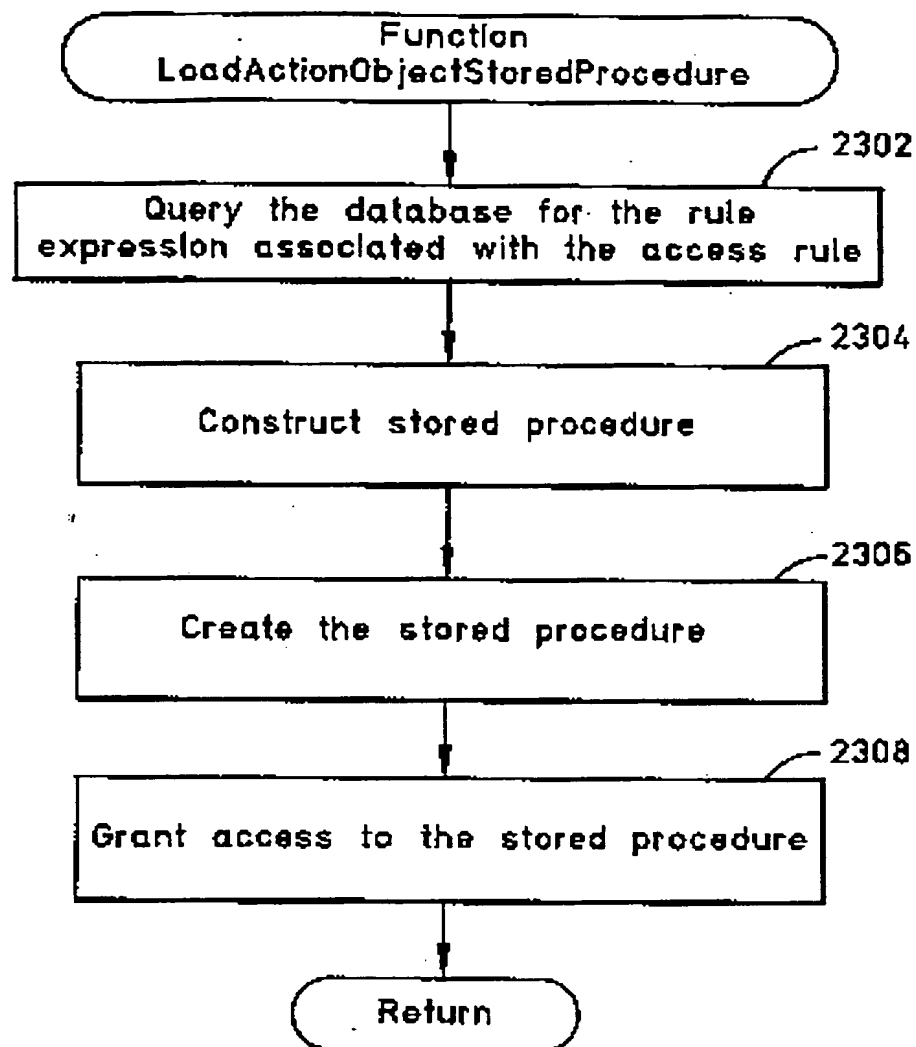 Function
LoadActionObjectStoredProcedure
2302
Query the database for the rule
expression associated with the access rule
2304
Construct stored procedure
2306
Create the stored procedure
2308
Grant access to the stored procedure
Return